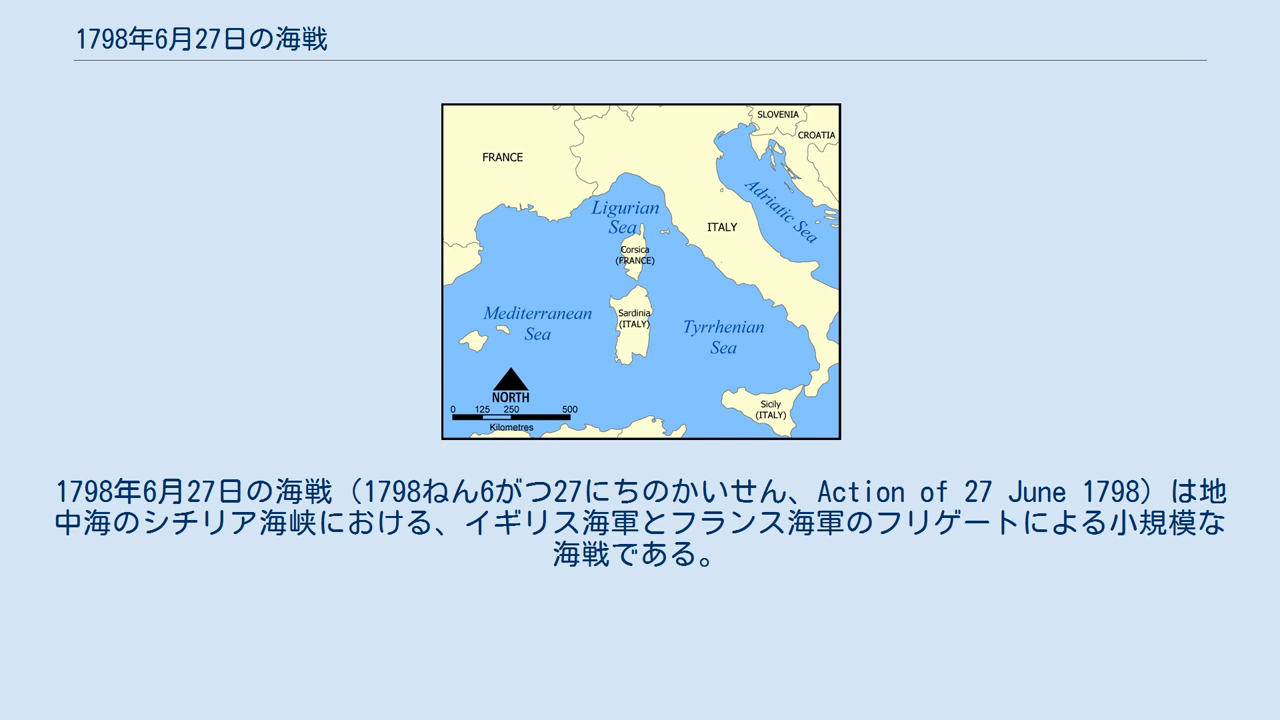 1798年6月27日の海戦
SLOVENIA
CROATIA
FRANCE
Adriatic Sea
Ligurian
Sea
ITALY
Corsica
(FRANCE)
Mediterranean
Sea
Sardinia
(ITALY)
Tyrrhenian
Sea
NORTH
0 125 250 500
Kilometres
Sicily
(ITALY)
1798年6月27日の海戦（1798ねん6がつ27にちのかいせん、Action of 27 June 1798）は地
中海のシチリア海峡における、イギリス海軍とフランス海軍のフリゲートによる小規模な
海戦である。